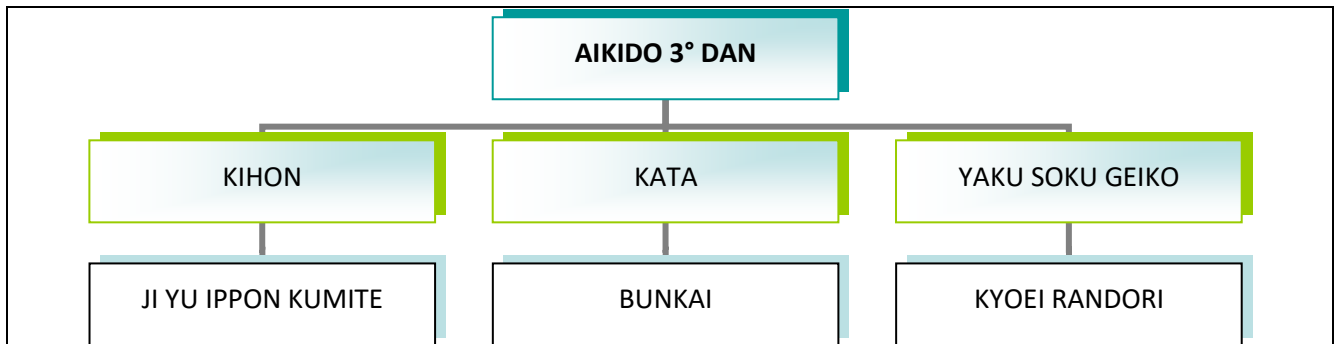 AIKIDO 3° DAN
KIHON
KATA
YAKU SOKU GEIKO
JI YU IPPON KUMITE
BUNKAI
KYOEI RANDORI